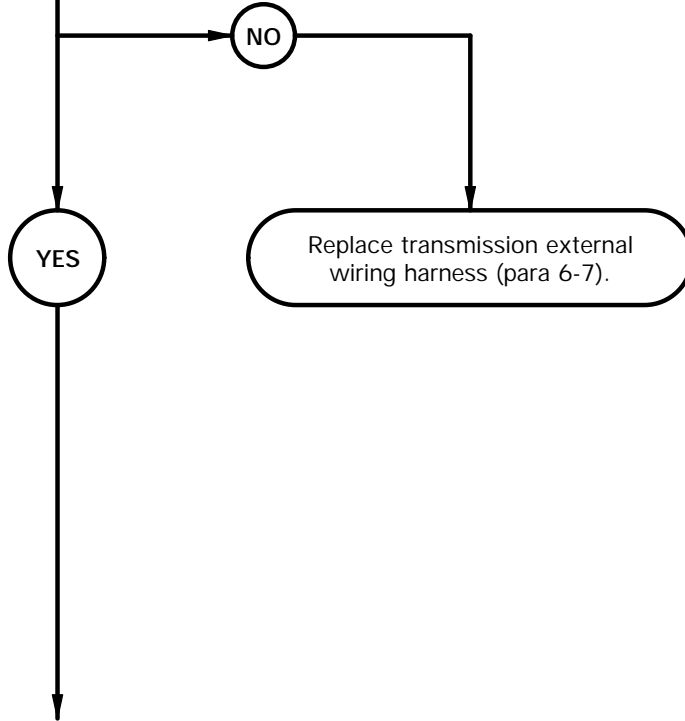 NO
YES
Replace transmission external
wiring harness (para 6-7).